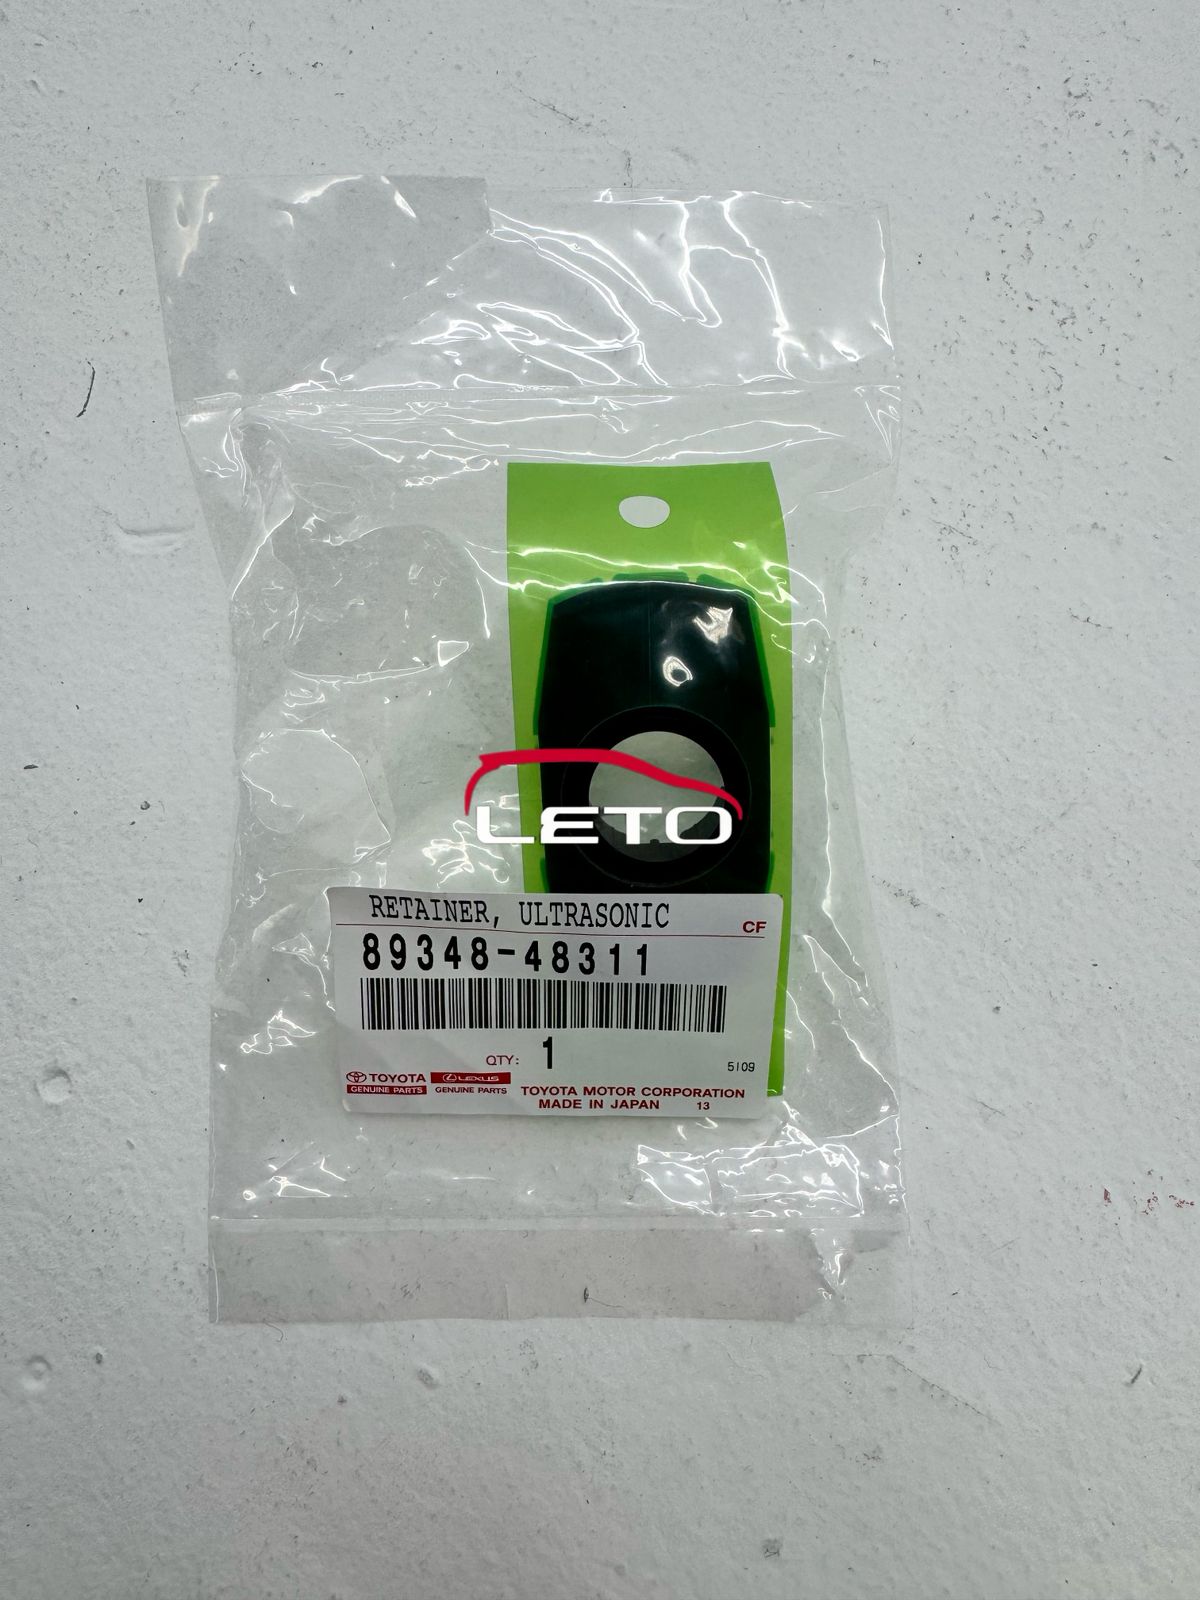 LETO
RETAINER, ULTRASONIC
CF
89348-48311
QTY: 1
5I09
TOYOTA LEXUS
GENUINE PARTS GENUINE PARTS
TOYOTA MOTOR CORPORATION
MADE IN JAPAN 13